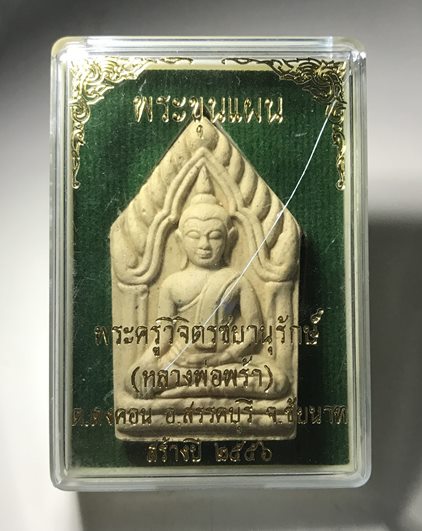 พระขุนแผน
พระครูวิจิตรชัยานุรักษ์
(หลวงพ่อพร้า)
ต.ดงคอน อ.สรรคบุรี จ.ชัยนาท
สร้างปี ๒๕๕๖